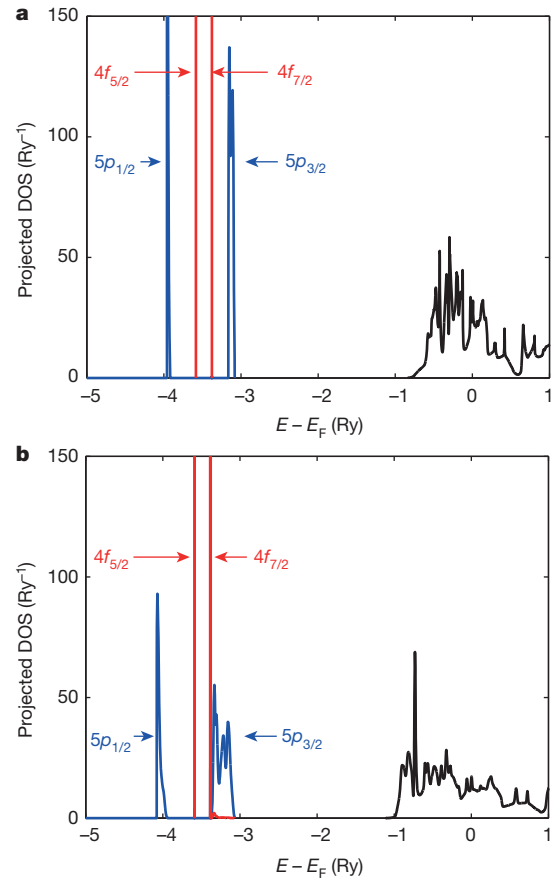 a
150
100
50
0
Projected DOS (Ry⁻¹)
4f5/2
4f7/2
5p1/2
5p3/2
−5
−4
−3
−2
−1
0
1
E − EF (Ry)
b
150
100
50
0
Projected DOS (Ry⁻¹)
4f5/2
4f7/2
5p1/2
5p3/2
−5
−4
−3
−2
−1
0
1
E − EF (Ry)